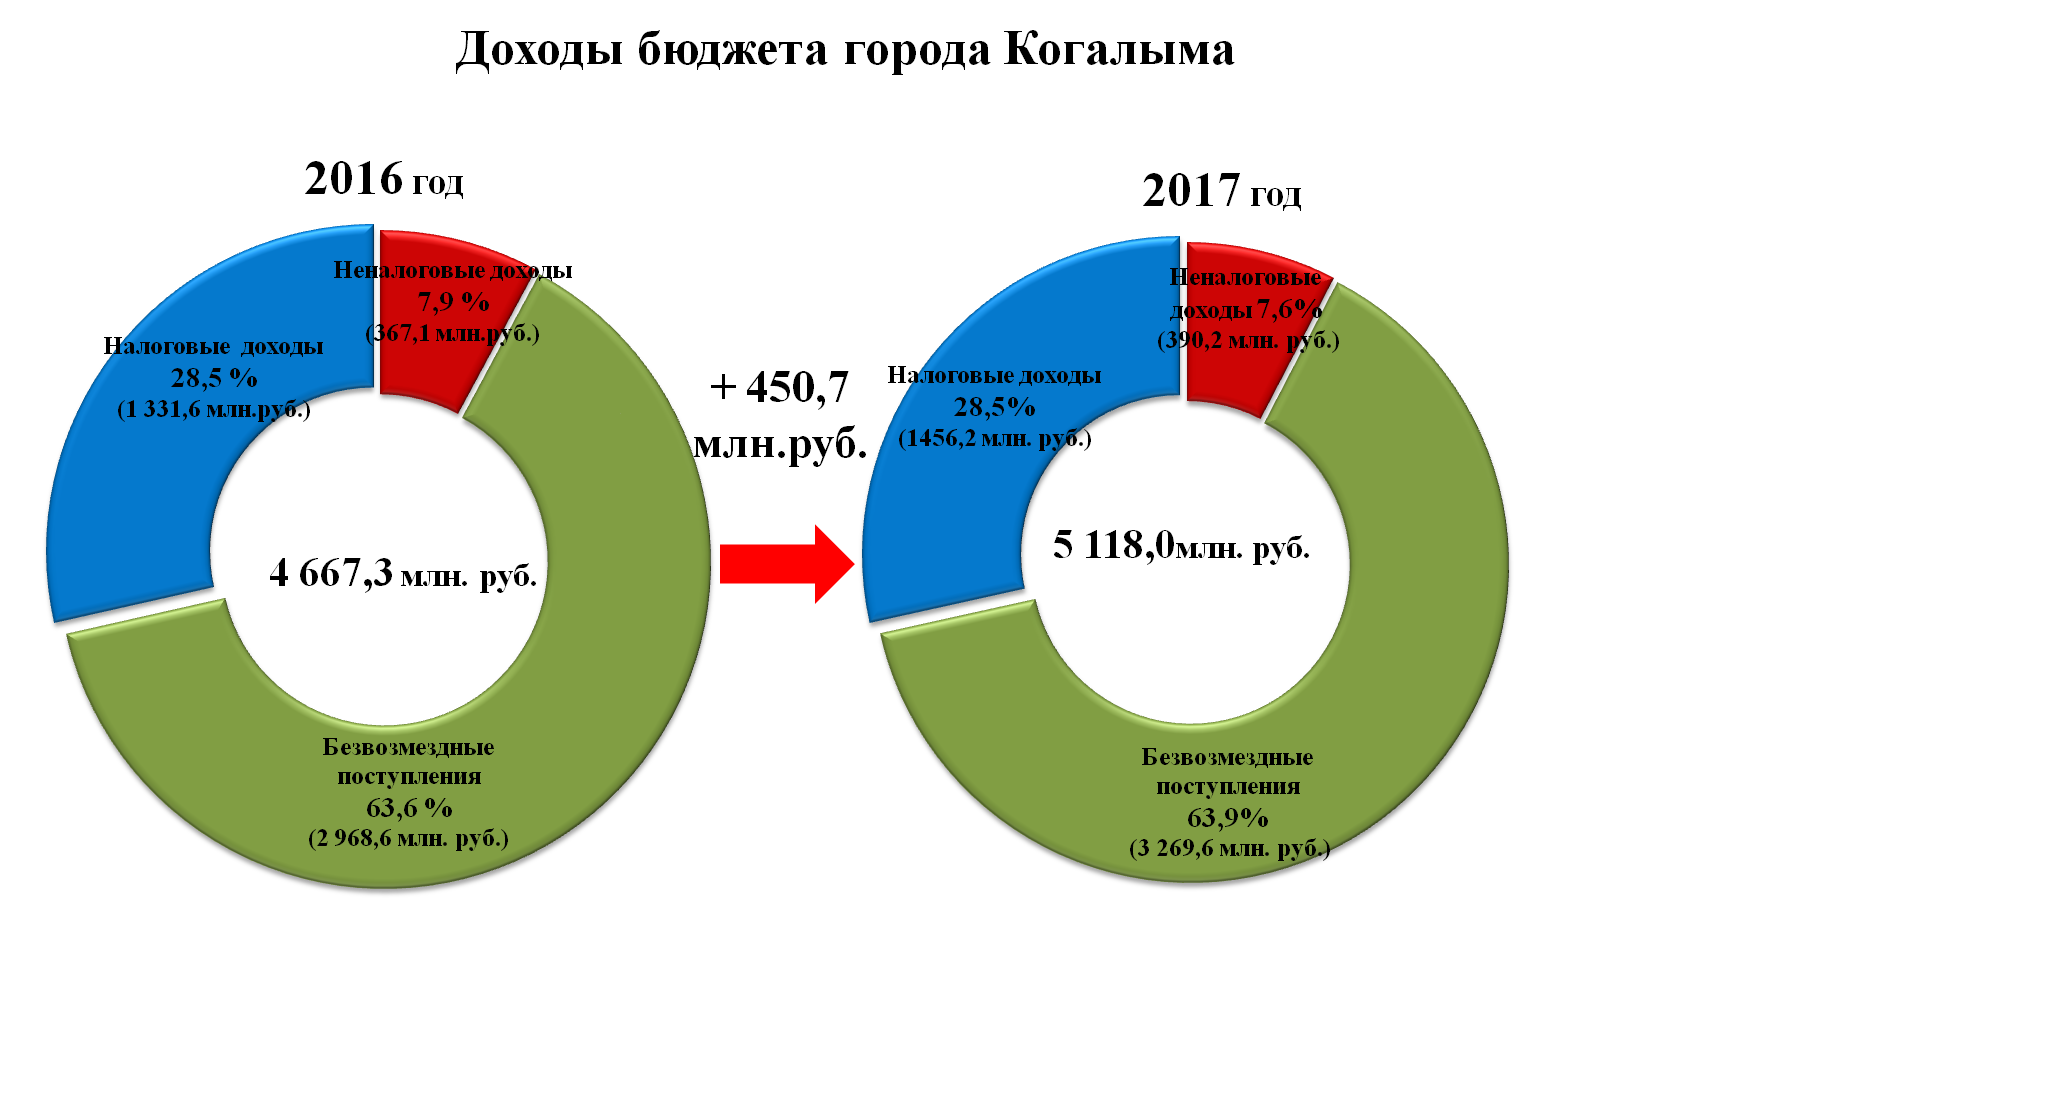 Доходы бюджета города Когалыма
2016 год
Неналоговые доходы
7,9 %
(367,1 млн.руб.)
Налоговые доходы
28,5 %
(1 331,6 млн.руб.)
4 667,3 млн. руб.
Безвозмездные
поступления
63,6 %
(2 968,6 млн. руб.)
+ 450,7
млн.руб.
2017 год
Неналоговые
доходы 7,6%
(390,2 млн. руб.)
Налоговые доходы
28,5%
(1456,2 млн. руб.)
5 118,0млн. руб.
Безвозмездные
поступления
63,9%
(3 269,6 млн. руб.)